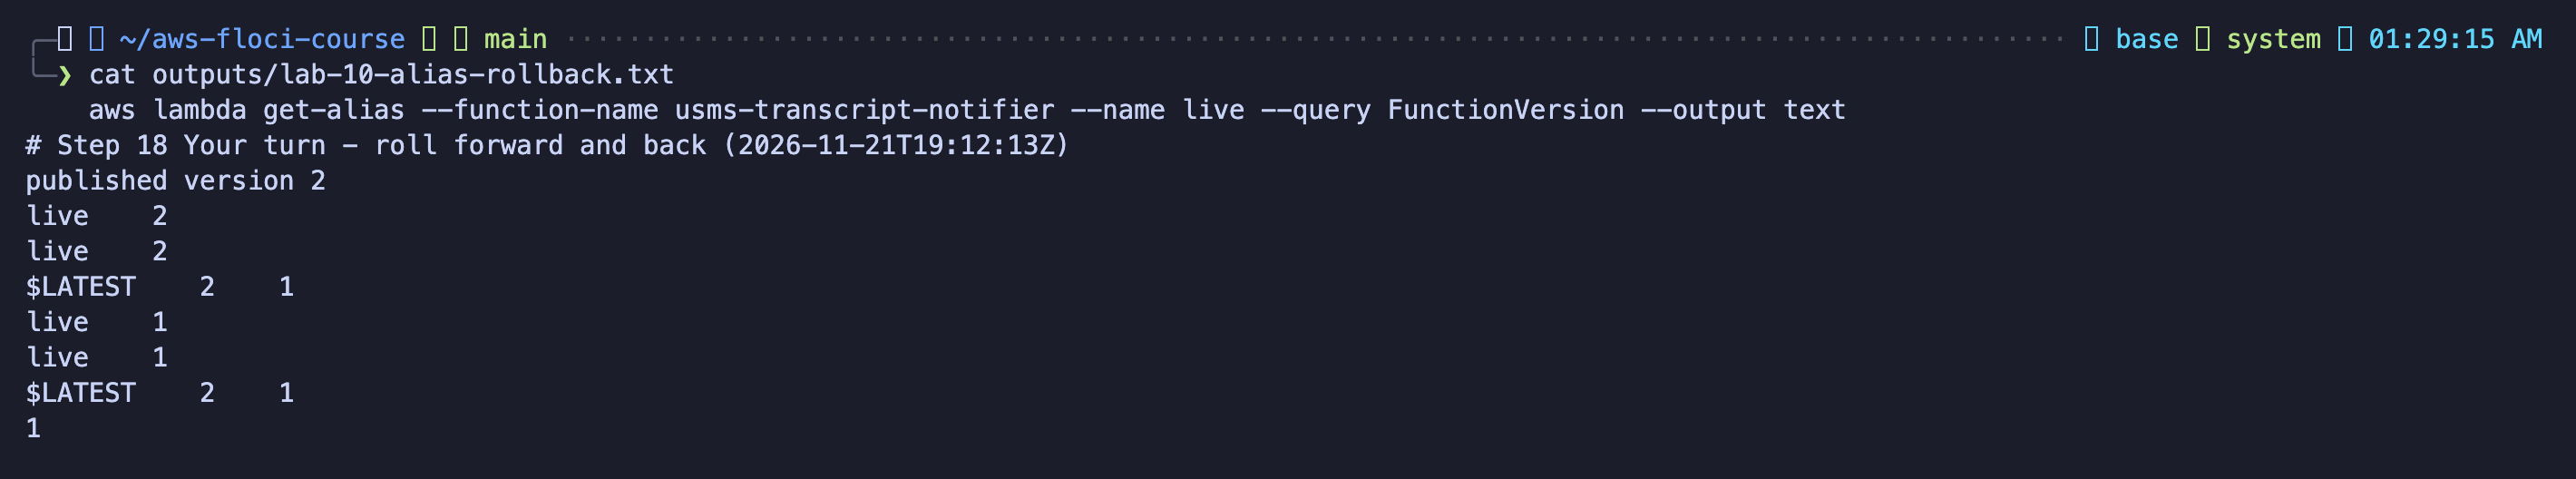 ~/aws-floci-course main base system 01:29:15 AM
❯ cat outputs/lab-10-alias-rollback.txt
aws lambda get-alias --function-name usms-transcript-notifier --name live --query FunctionVersion --output text
# Step 18 Your turn - roll forward and back (2026-11-21T19:12:13Z)
published version 2
live    2
live    2
$LATEST    2    1
live    1
live    1
$LATEST    2    1
1